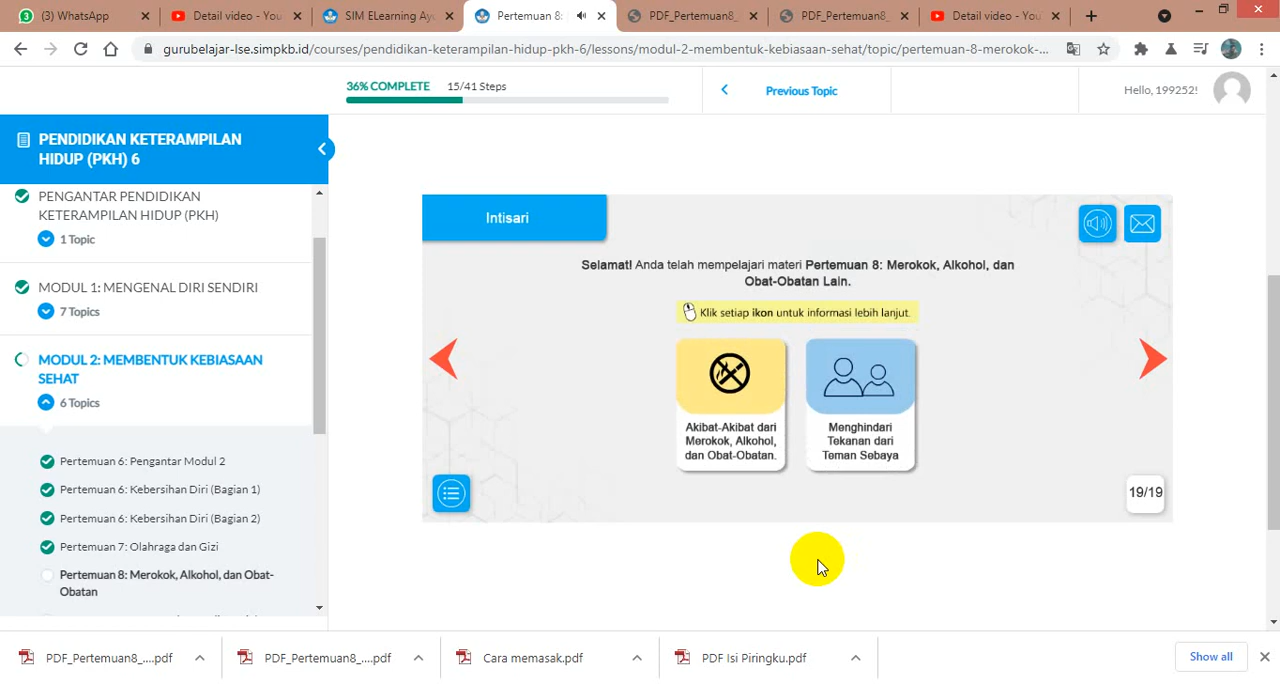 (3) WhatsApp
Detail video - You
SIM ELearning Aya
Pertemuan 8:
PDF_Pertemuan8_
PDF_Pertemuan8_
Detail video - You
gurubelajar-lse.simpkb.id/courses/pendidikan-keterampilan-hidup-pkh-6/lessons/modul-2-membentuk-kebiasaan-sehat/topic/pertemuan-8-merokok-...
36% COMPLETE 15/41 Steps
Previous Topic
Hello, 199252!
PENDIDIKAN KETERAMPILAN
HIDUP (PKH) 6
PENGANTAR PENDIDIKAN
KETERAMPILAN HIDUP (PKH)
1 Topic
MODUL 1: MENGENAL DIRI SENDIRI
7 Topics
MODUL 2: MEMBENTUK KEBIASAAN
SEHAT
6 Topics
Pertemuan 6: Pengantar Modul 2
Pertemuan 6: Kebersihan Diri (Bagian 1)
Pertemuan 6: Kebersihan Diri (Bagian 2)
Pertemuan 7: Olahraga dan Gizi
Pertemuan 8: Merokok, Alkohol, dan Obat-
Obatan
Intisari
Selamat! Anda telah mempelajari materi Pertemuan 8: Merokok, Alkohol, dan
Obat-Obatan Lain.
Klik setiap ikon untuk informasi lebih lanjut.
Akibat-Akibat dari
Merokok, Alkohol,
dan Obat-Obatan.
Menghindari
Tekanan dari
Teman Sebaya
19/19
PDF_Pertemuan8_....pdf
PDF_Pertemuan8_....pdf
Cara memasak.pdf
PDF Isi Piringku.pdf
Show all